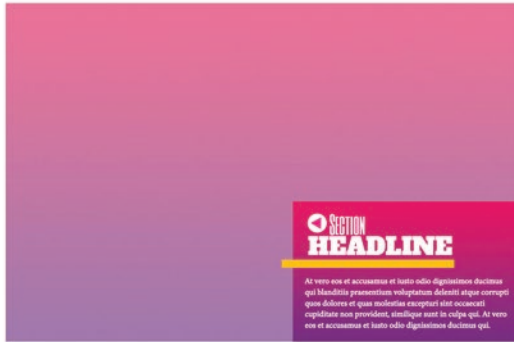 SECTION
HEADLINE
At vero eos et accusamus et iusto odio dignissimos ducimus
qui blanditiis praesentium voluptatum deleniti atque corrupti
quos dolores et quas molestias excepturi sint occaecati
cupiditate non provident, similique sunt in culpa qui. At vero
eos et accusamus et iusto odio dignissimos ducimus qui.